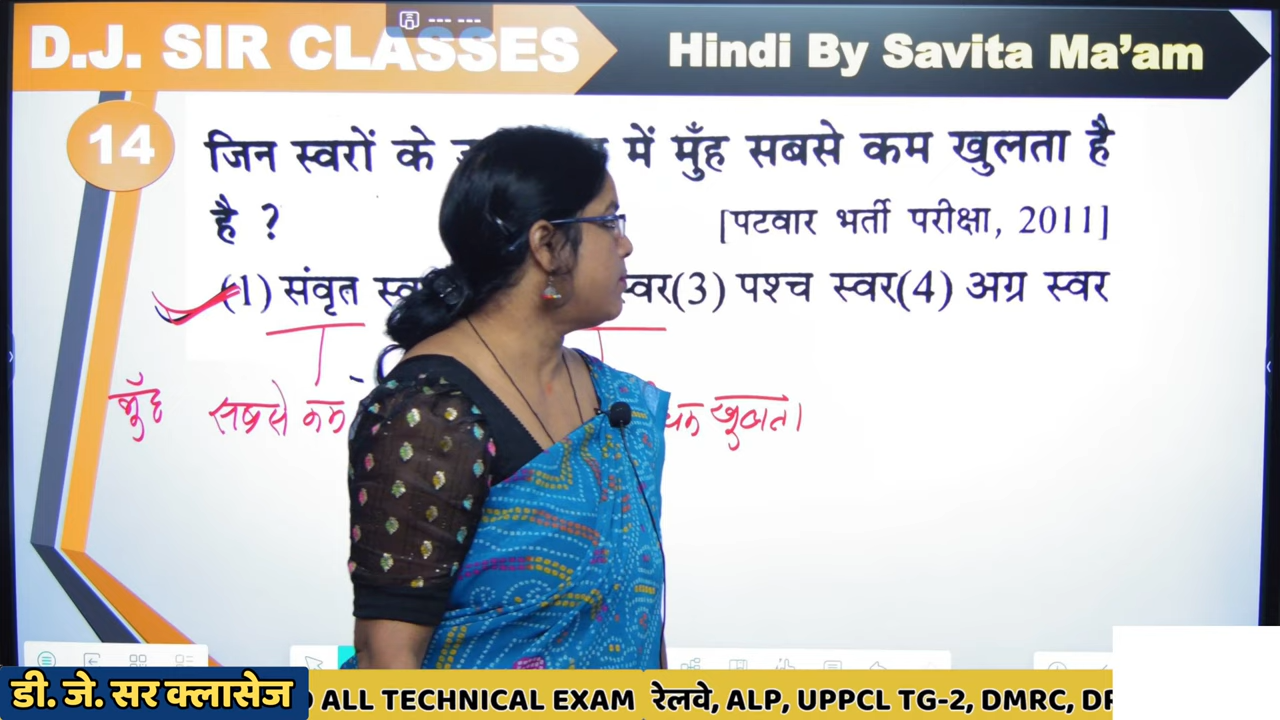 D.J. SIR CLASSES
Hindi By Savita Ma’am
14
जिन स्वरों के में मुँह सबसे कम खुलता है
है ? [पटवार भर्ती परीक्षा, 2011]
(1) संवृत स्वर(3) पश्च स्वर(4) अग्र स्वर
मुँह सबसे कम
डी. जे. सर क्लासेज
ALL TECHNICAL EXAM रेलवे, ALP, UPPCL TG-2, DMRC,